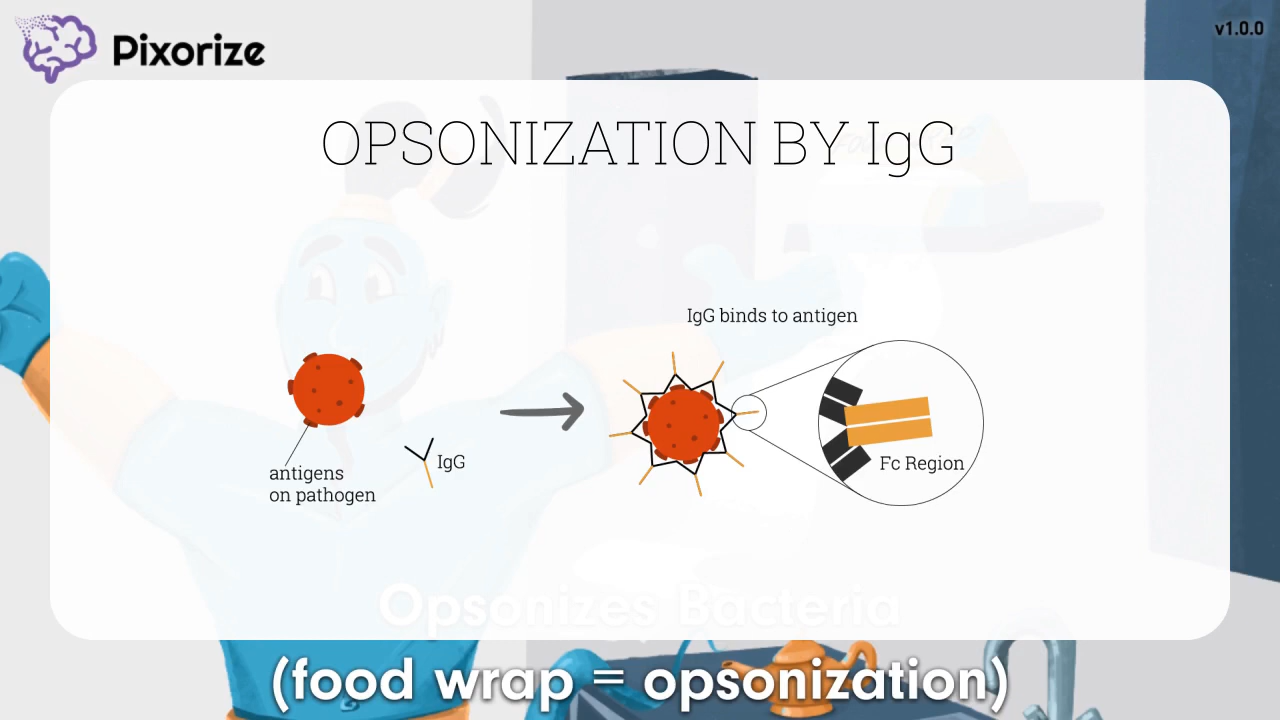 Pixorize
v1.0.0
OPSONIZATION BY IgG
IgG binds to antigen
antigens
on pathogen
IgG
Fc Region
Opsonizes Bacteria
(food wrap = opsonization)